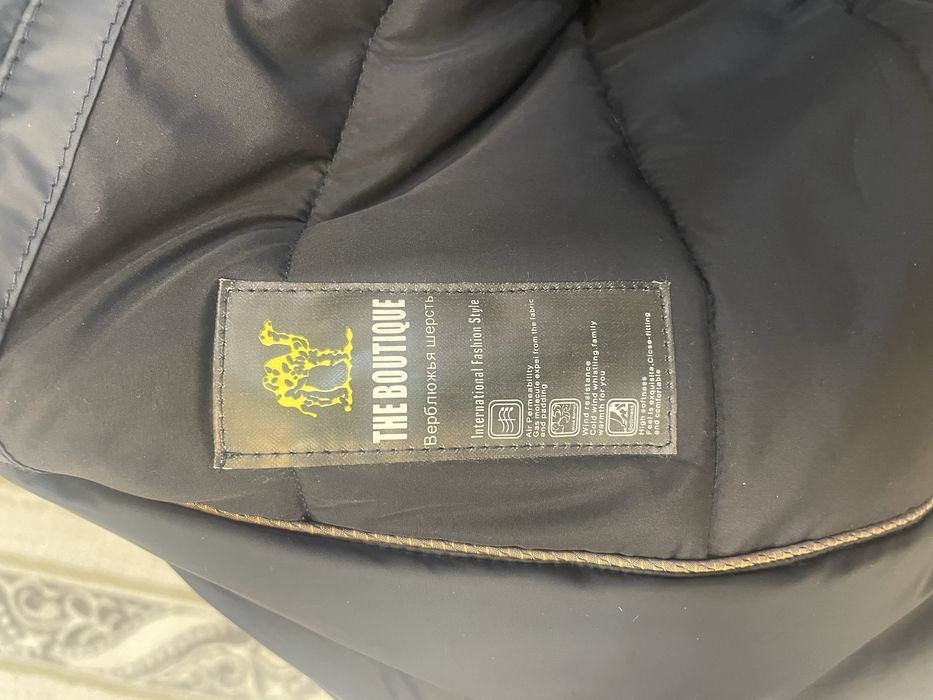 THE BOUTIQUE
Верблюжья шерсть
International Fashion Style
Air Permeability
Gas molecule expel from the fabric
and padding
Wind resistance
Cold wind whistling, family
warmth for you
High softness
Feel is exquisite, Close-fitting
and comfortable